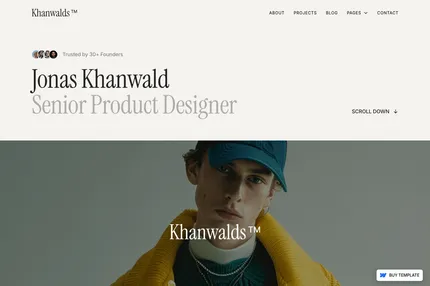 Khanwalds™
ABOUT PROJECTS BLOG PAGES CONTACT
Trusted by 30+ Founders
Jonas Khanwald
Senior Product Designer
SCROLL DOWN ↓
Khanwalds™
BUY TEMPLATE